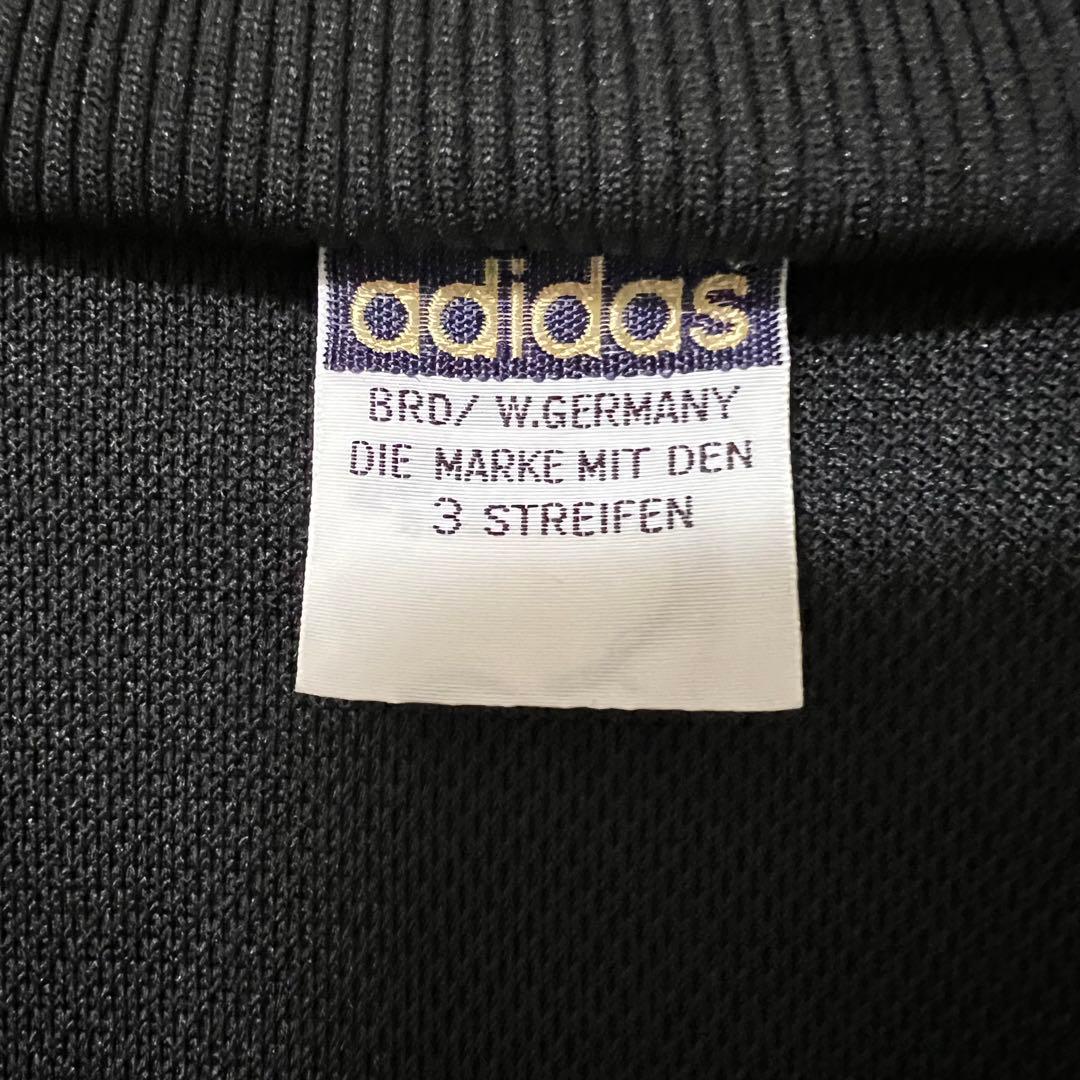 adidas
BRD/ W.GERMANY
DIE MARKE MIT DEN
3 STREIFEN